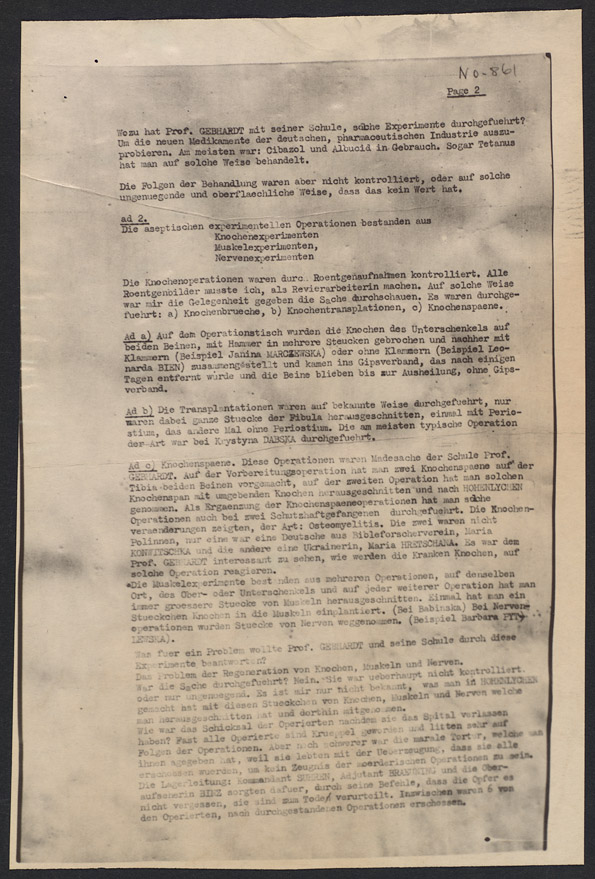 No-861
Page 2
Wozu hat Prof. GEBHARDT mit seiner Schule, solche Experimente durchgefuehrt?
Um die neuen Medikamente der deutschen, pharmaceutischen Industrie auszu-
probieren. Am meisten war: Cibazol und Albucid in Gebrauch. Sogar Tetanus
hat man auf solche Weise behandelt.
Die Folgen der Behandlung waren aber nicht kontrolliert, oder auf solche
ungenuegende und oberflaechliche Weise, dass das kein Wert hat.
ad 2.
Die aseptischen experimentellen Operationen bestanden aus
Knochenexperimenten
Muskelexperimenten,
Nervenexperimenten
Die Knochenoperationen waren durch Roentgenaufnahmen kontrolliert. Alle
Roentgenbilder musste ich, als Revierarbeiterin machen. Auf solche Weise
war mir die Gelegenheit gegeben die Sache durchschauen. Es waren durchge-
fuehrt: a) Knochenbrueche, b) Knochentransplationen, c) Knochenspaene.
Ad a) Auf dem Operationstisch wurden die Knochen des Unterschenkels auf
beiden Beinen, mit Hammer in mehrere Steucken gebrochen und nachher mit
Klammern (Beispiel Janina MARCZEWSKA) oder ohne Klammern (Beispiel Leo-
narda BIEN) zusammengestellt und kamen ins Gipsverband, das nach einigen
Tagen entfernt wurde und die Beine blieben bis zur Ausheilung, ohne Gips-
verband.
Ad b) Die Transplantationen waren auf bekannte Weise durchgefuehrt, nur
waren dabei ganze Stuecke der Fibula herausgeschnitten, einmal mit Perio-
stium, das andere Mal ohne Periostium. Die am meisten typische Operation
der Art war bei Krystyna DABSKA durchgefuehrt.
Ad c) Knochenspaene. Diese Operationen waren Madesache der Schule Prof.
GEBHARDT. Auf der Vorbereitungsoperation hat man zwei Knochenspaene auf der
Tibia beiden Beinen vorgemacht, auf der zweiten Operation hat man solchen
Knochenspan mit umgebenden Knochen herausgeschnitten und nach HOHENLYCHEN
genommen. Als Ergaenzung der Knochenspaeneoperationen hat man solche
Operationen auch bei zwei Schutzhaftgefangenen durchgefuehrt. Die Knochen-
veraenderungen zeigten, der Art: Osteomyelitis. Die zwei waren nicht
Polinnen, nur eine war eine Deutsche aus Bibleforscherverein, Maria
KONWITSCHKA und die andere eine Ukrainerin, Maria HRETSCHANA. Es war dem
Prof. GEBHARDT interessant zu sehen, wie werden die Kranken Knochen, auf
solche Operation reagieren.
Die Muskelexperimente bestanden aus mehreren Operationen, auf denselben
Ort, des Ober- oder Unterschenkels und auf jeder weiterer Operation hat man
immer groessere Stuecke von Muskeln herausgeschnitten. Einmal hat man ein
Stueckchen Knochen in die Muskeln einplantiert. (Bei Babinska) Bei Nerven-
operationen wurden Stuecke von Nerven weggenommen. (Beispiel Barbara PYT
LEWSKA).
Was fuer ein Problem wollte Prof. GEBHARDT und seine Schule durch diese
Experimente beantworten?
Das Problem der Regeneration von Knochen, Muskeln und Nerven.
War die Sache durchgefuehrt? Nein. Sie war ueberhaupt nicht kontrolliert
oder nur ungenuegend. Es ist mir nur nicht bekannt, was man in HOHENLYCHEN
gemacht hat mit diesen Stueckchen von Knochen, Muskeln und Nerven welche
man herausgeschnitten hat und dorthin mitgenommen.
Wie war das Schicksal der Operierten nachdem sie das Spital verlassen
haben? Fast alle Operierte sind Krueppel geworden und litten sehr auf
Folgen der Operationen. Aber noch schwerer war die marale Tortur, welche man
ihnen agegeben hat, weil sie lebten mit der Ueberzeugung, dass sie alle
erschossen wuerden, um kein Zeugnis der moerderischen Operationen zu sein.
Die Lagerleitung: Kommandant SUHREN, Adjutant BRAEUNING und die Ober-
aufseherin BINZ sorgten dafuer, durch seine Befehle, dass die Opfer es
nicht vergessen, sie sind zum Tode verurteilt. Inzwischen waren 6 von
den Operierten, nach durchgestandenen Operationen erschossen.